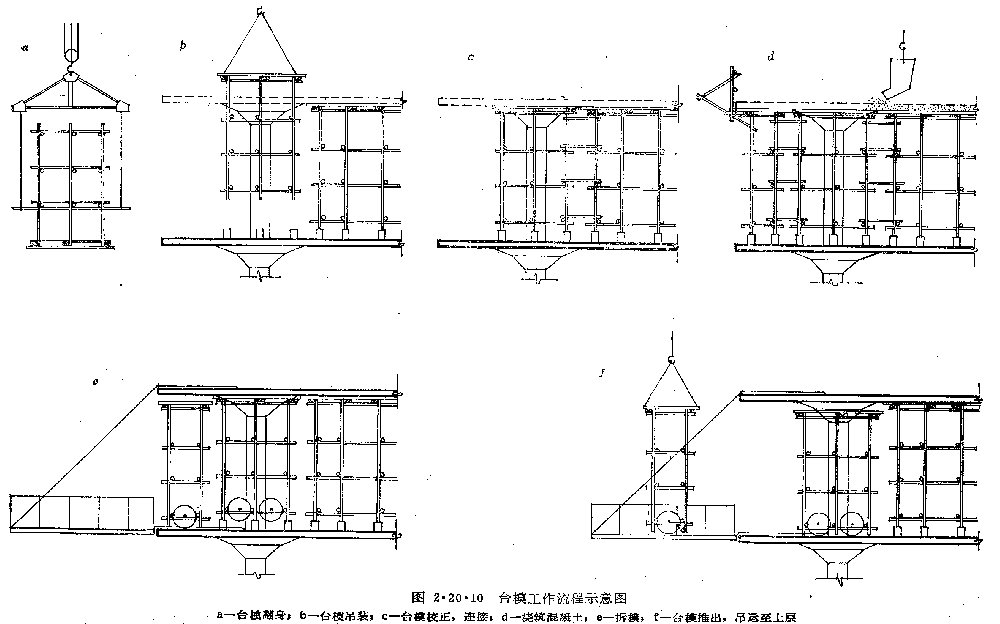 a
b
c
d
e
f
图 2·20·10 台模工作流程示意图
a—台模翻身; b—台模吊装; c—台模校正, 连接; d—浇筑混凝土; e—拆模; f—台模推出, 吊运至上层